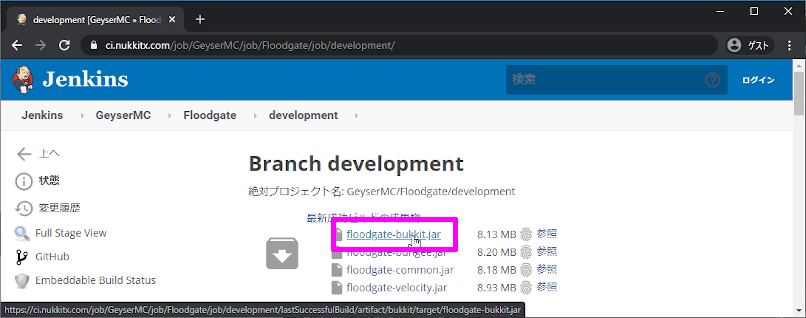 development [GeyserMC » Flood
ci.nukkitx.com/job/GeyserMC/job/Floodgate/job/development/
ゲスト
Jenkins
検索
ログイン
Jenkins GeyserMC Floodgate development
上へ
状態
変更履歴
Full Stage View
GitHub
Embeddable Build Status
Branch development
絶対プロジェクト名: GeyserMC/Floodgate/development
最新成功ビルドの成果物
floodgate-bukkit.jar 8.13 MB 参照
floodgate-bungee.jar 8.20 MB 参照
floodgate-common.jar 8.18 MB 参照
floodgate-velocity.jar 8.93 MB 参照
https://ci.nukkitx.com/job/GeyserMC/job/Floodgate/job/development/lastSuccessfulBuild/artifact/bukkit/target/floodgate-bukkit.jar